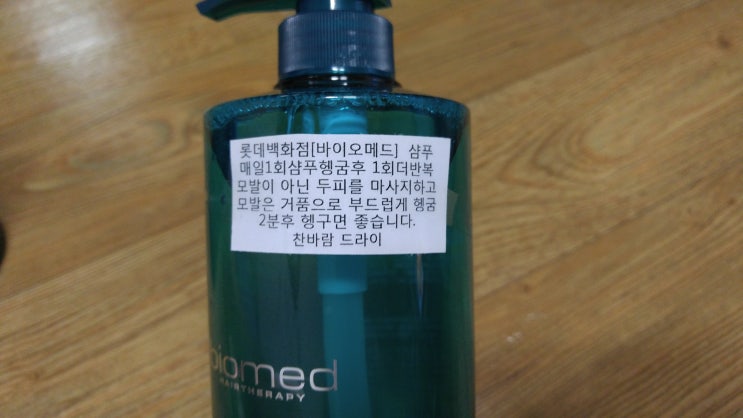 롯데백화점[바이오메드] 샴푸
매일1회샴푸헹굼후 1회더반복
모발이 아닌 두피를 마사지하고
모발은 거품으로 부드럽게 헹굼
2분후 헹구면 좋습니다.
찬바람 드라이
biomed
HAIRTHERAPY